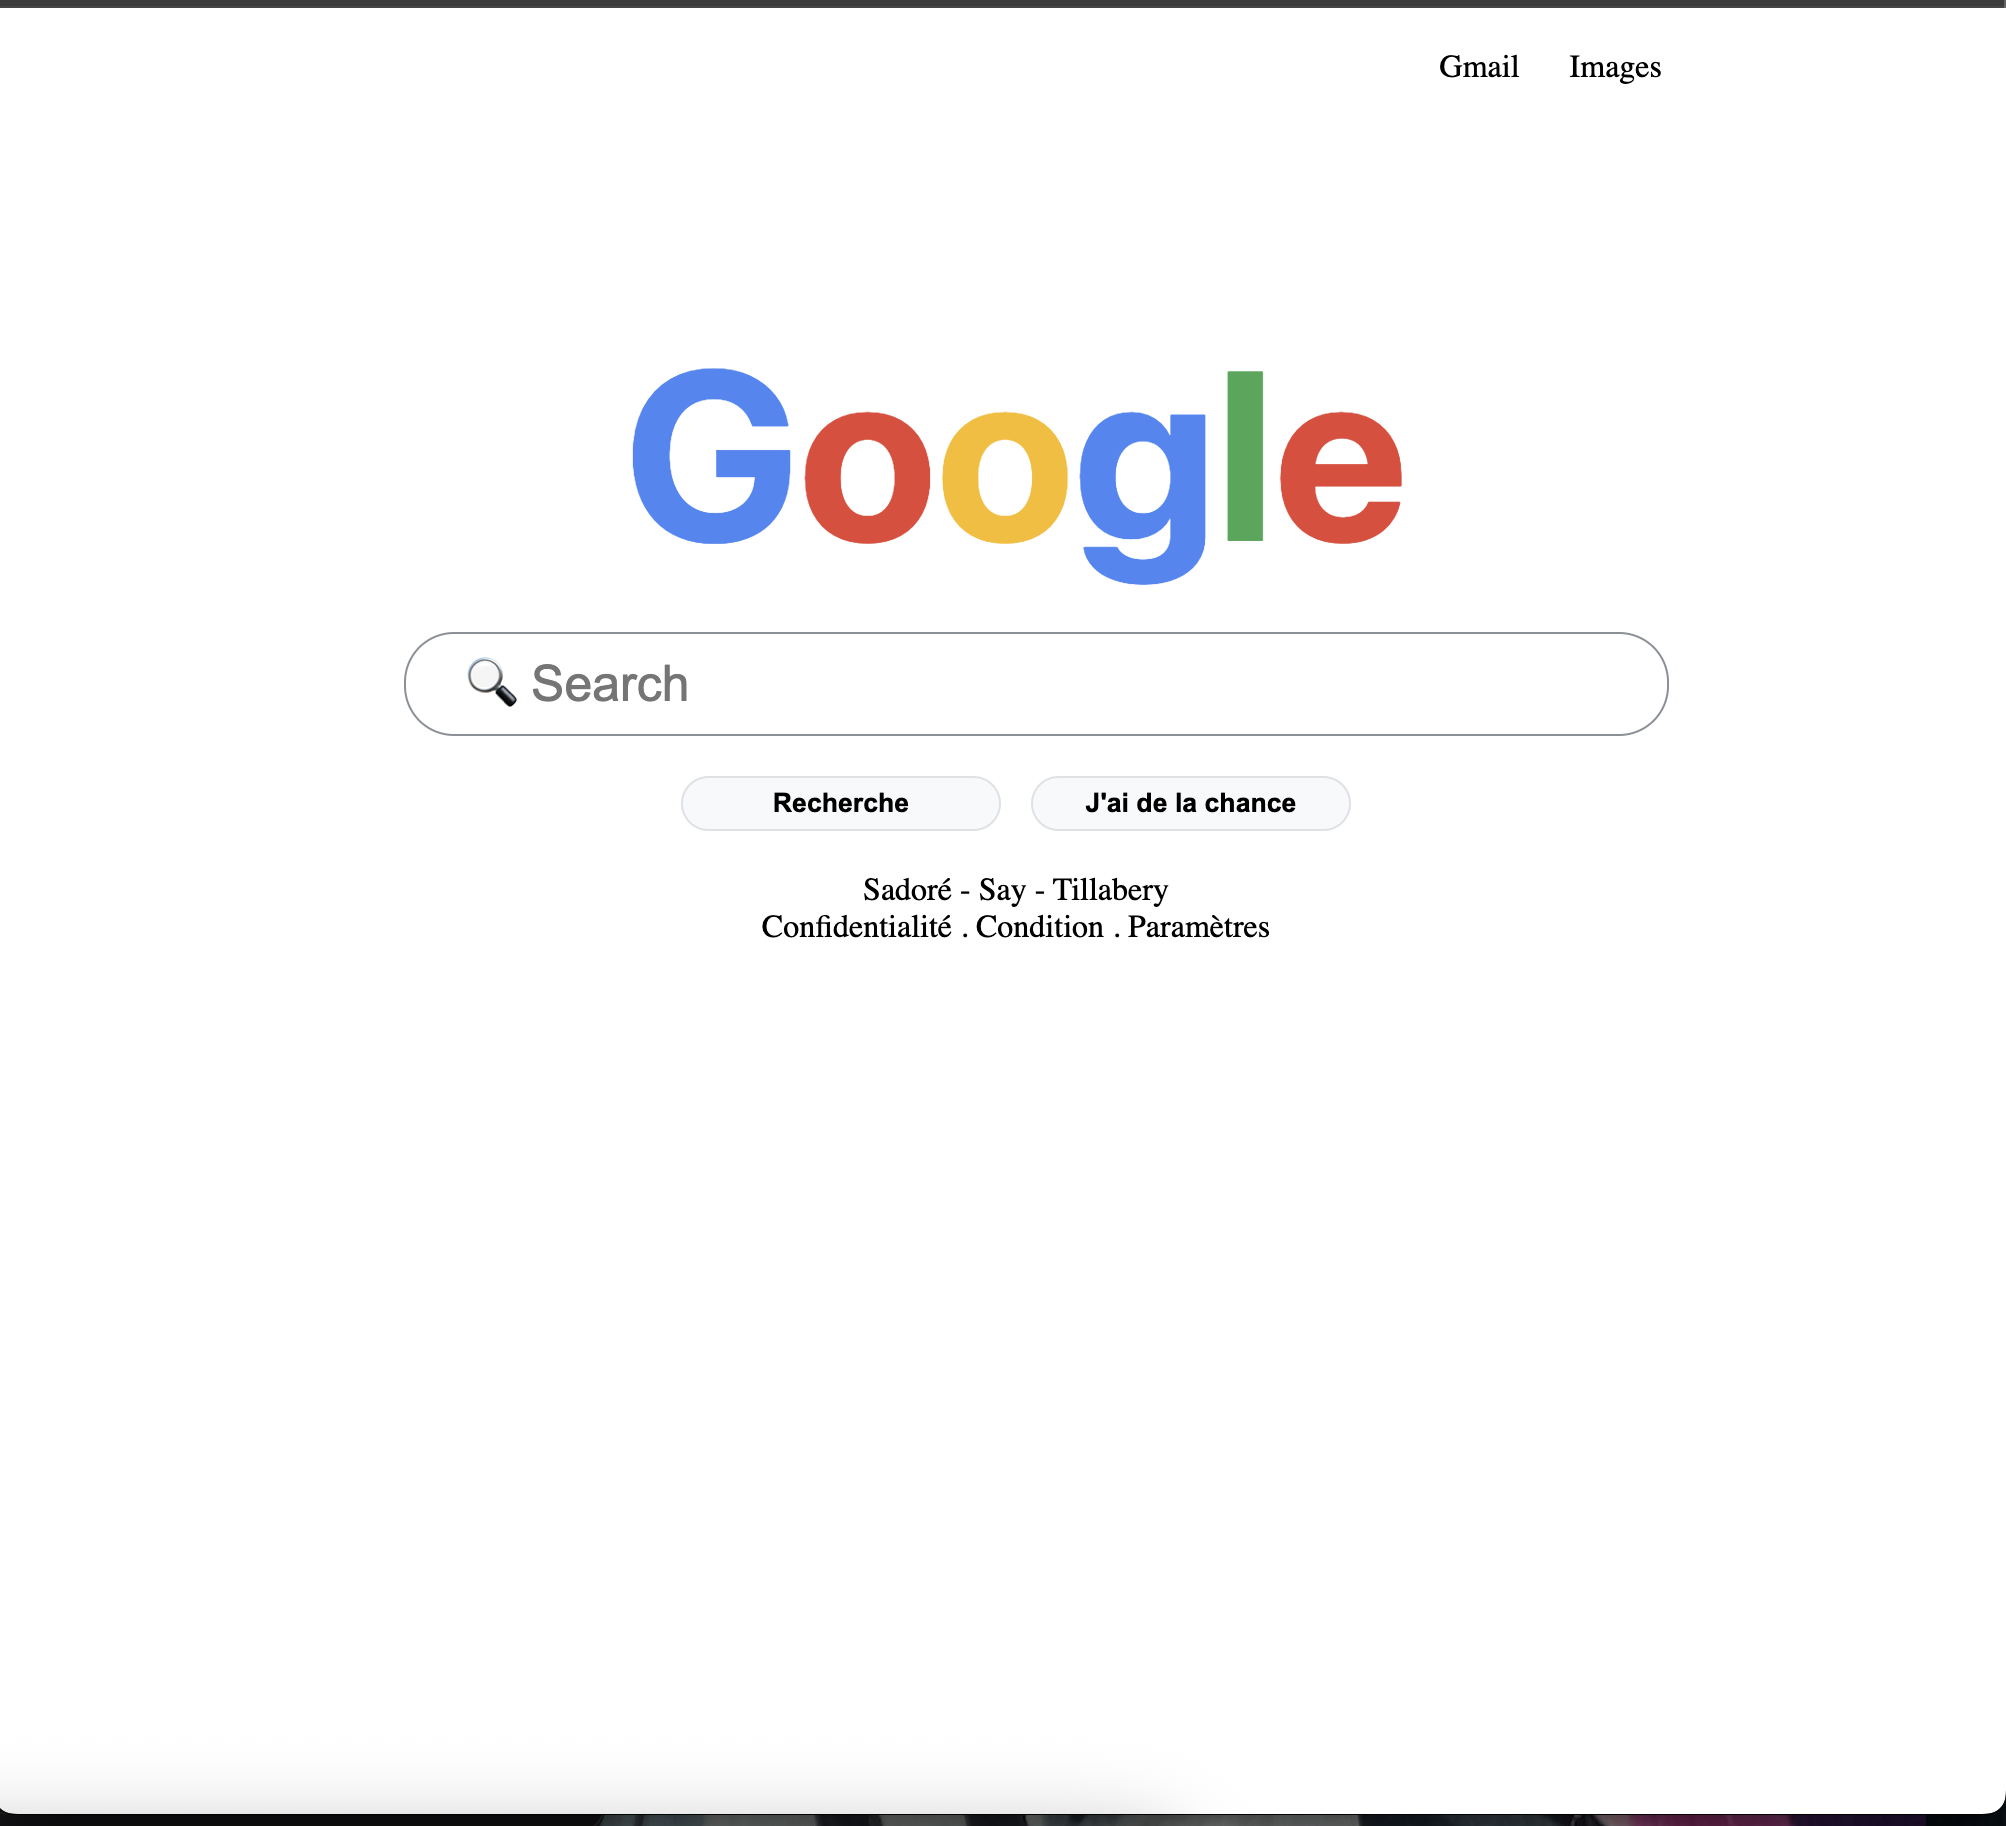 Gmail Images
Google
🔍 Search
Recherche J'ai de la chance
Sadoré - Say - Tillabery
Confidentialité . Condition . Paramètres